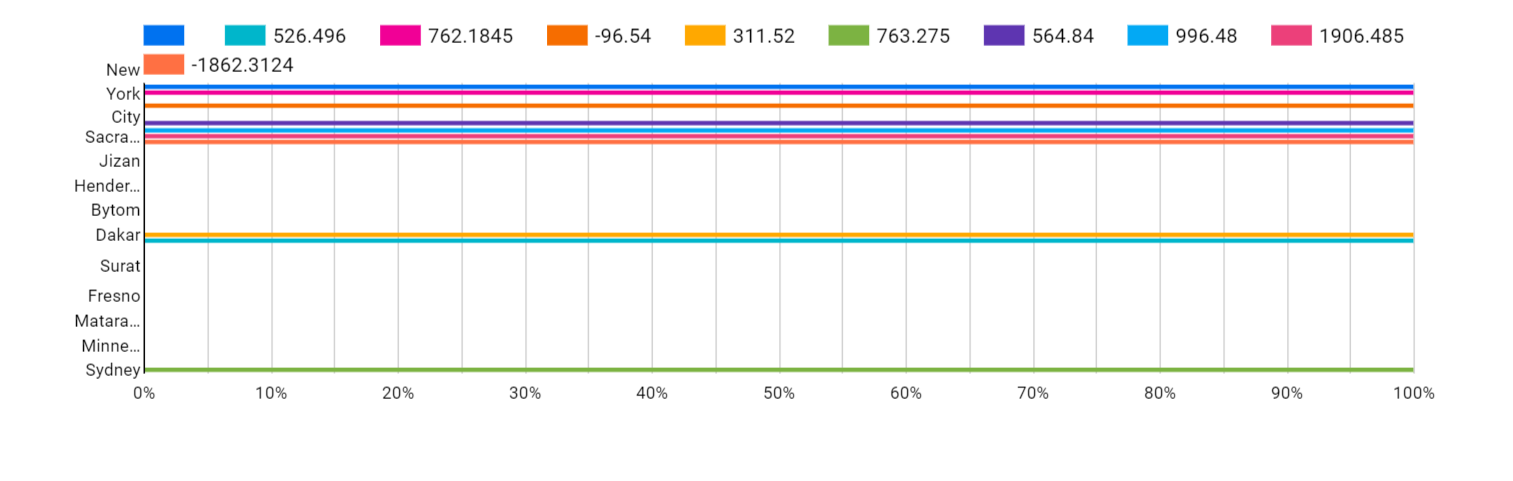 526.496 762.1845 -96.54 311.52 763.275 564.84 996.48 1906.485
-1862.3124
New
York
City
Sacra...
Jizan
Hender...
Bytom
Dakar
Surat
Fresno
Matara...
Minne...
Sydney
0% 10% 20% 30% 40% 50% 60% 70% 80% 90% 100%